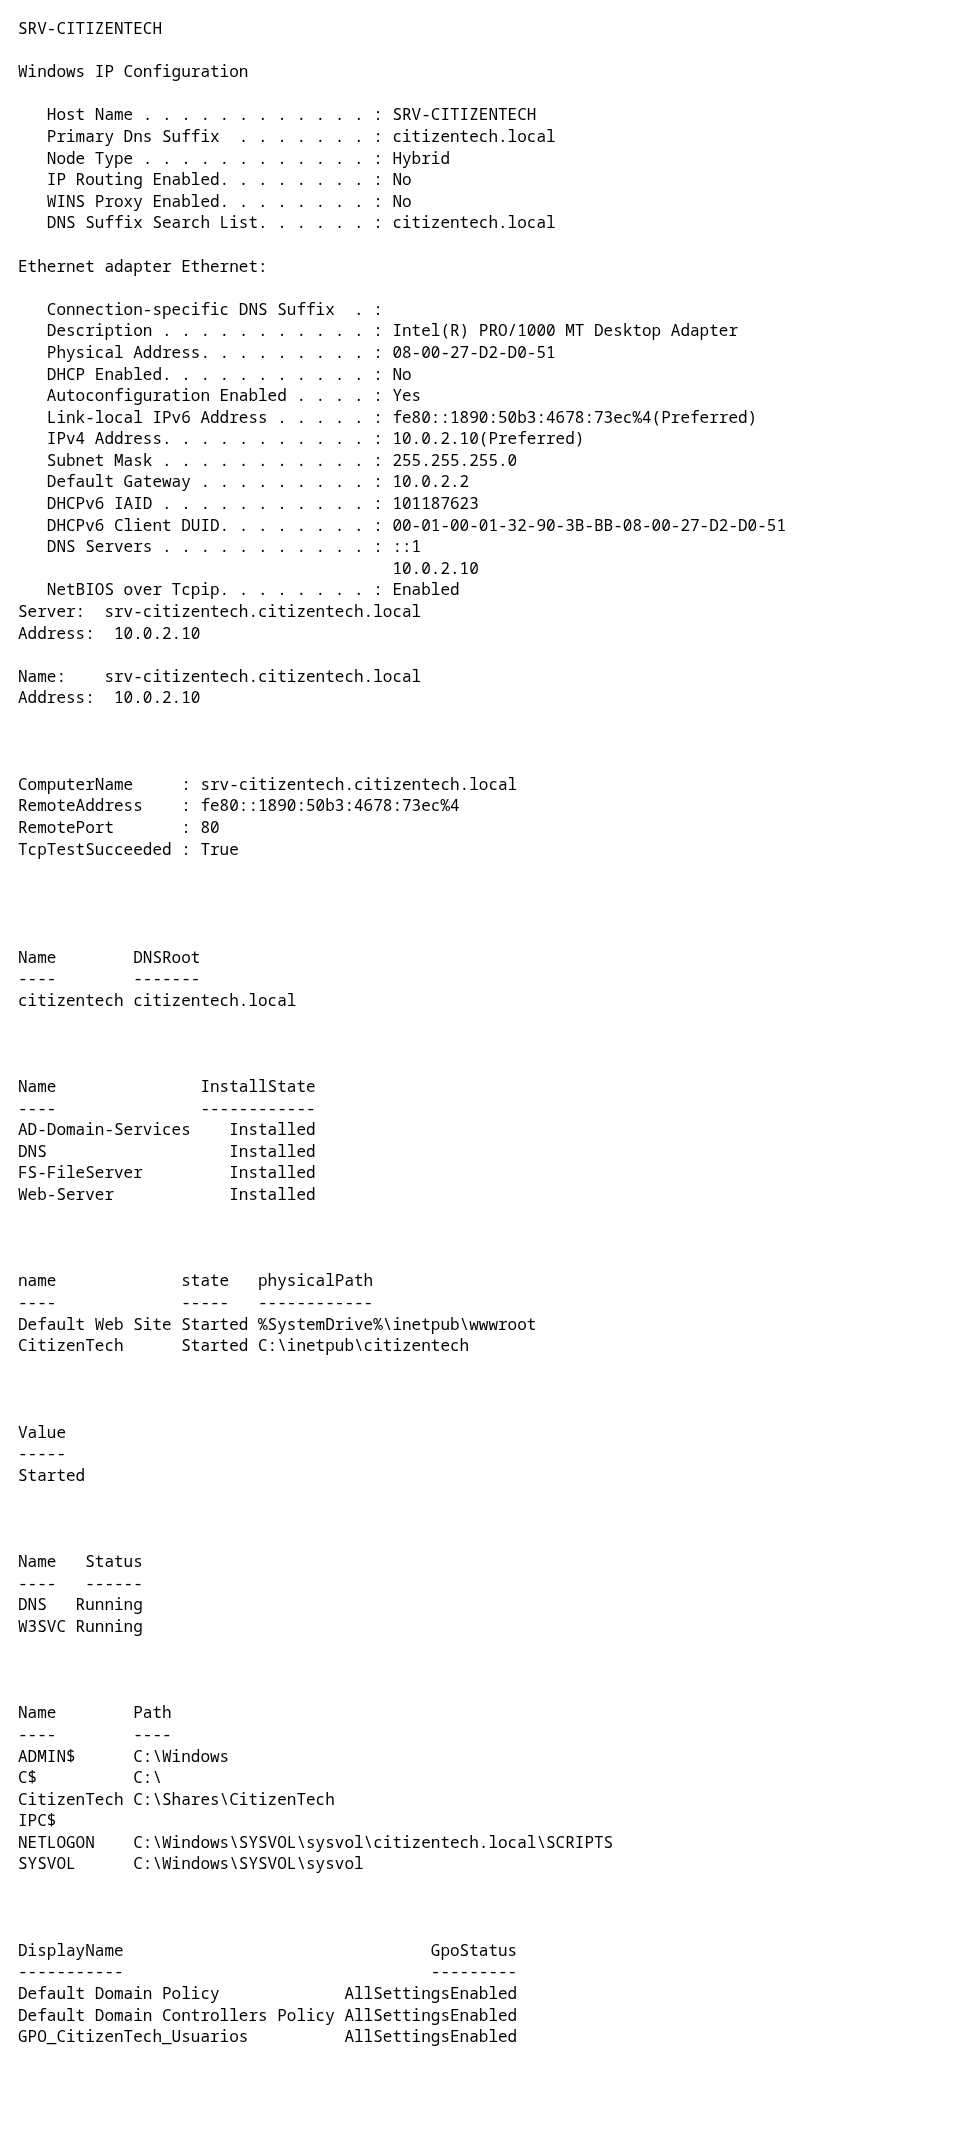 SRV-CITIZENTECH
Windows IP Configuration
   Host Name . . . . . . . . . . . . : SRV-CITIZENTECH
   Primary Dns Suffix  . . . . . . . : citizentech.local
   Node Type . . . . . . . . . . . . : Hybrid
   IP Routing Enabled. . . . . . . . : No
   WINS Proxy Enabled. . . . . . . . : No
   DNS Suffix Search List. . . . . . : citizentech.local
Ethernet adapter Ethernet:
   Connection-specific DNS Suffix  . :
   Description . . . . . . . . . . . : Intel(R) PRO/1000 MT Desktop Adapter
   Physical Address. . . . . . . . . : 08-00-27-D2-D0-51
   DHCP Enabled. . . . . . . . . . . : No
   Autoconfiguration Enabled . . . . : Yes
   Link-local IPv6 Address . . . . . : fe80::1890:50b3:4678:73ec%4(Preferred)
   IPv4 Address. . . . . . . . . . . : 10.0.2.10(Preferred)
   Subnet Mask . . . . . . . . . . . : 255.255.255.0
   Default Gateway . . . . . . . . . : 10.0.2.2
   DHCPv6 IAID . . . . . . . . . . . : 101187623
   DHCPv6 Client DUID. . . . . . . . : 00-01-00-01-32-90-3B-BB-08-00-27-D2-D0-51
   DNS Servers . . . . . . . . . . . : ::1
                                       10.0.2.10
   NetBIOS over Tcpip. . . . . . . . : Enabled
Server:  srv-citizentech.citizentech.local
Address:  10.0.2.10
Name:    srv-citizentech.citizentech.local
Address:  10.0.2.10
ComputerName     : srv-citizentech.citizentech.local
RemoteAddress    : fe80::1890:50b3:4678:73ec%4
RemotePort       : 80
TcpTestSucceeded : True
Name        DNSRoot
----        -------
citizentech citizentech.local
Name               InstallState
----               ------------
AD-Domain-Services    Installed
DNS                   Installed
FS-FileServer         Installed
Web-Server            Installed
name             state   physicalPath
----             -----   ------------
Default Web Site Started %SystemDrive%\inetpub\wwwroot
CitizenTech      Started C:\inetpub\citizentech
Value
-----
Started
Name   Status
----   ------
DNS   Running
W3SVC Running
Name        Path
----        ----
ADMIN$      C:\Windows
C$          C:\
CitizenTech C:\Shares\CitizenTech
IPC$
NETLOGON    C:\Windows\SYSVOL\sysvol\citizentech.local\SCRIPTS
SYSVOL      C:\Windows\SYSVOL\sysvol
DisplayName                                GpoStatus
-----------                                ---------
Default Domain Policy             AllSettingsEnabled
Default Domain Controllers Policy AllSettingsEnabled
GPO_CitizenTech_Usuarios          AllSettingsEnabled